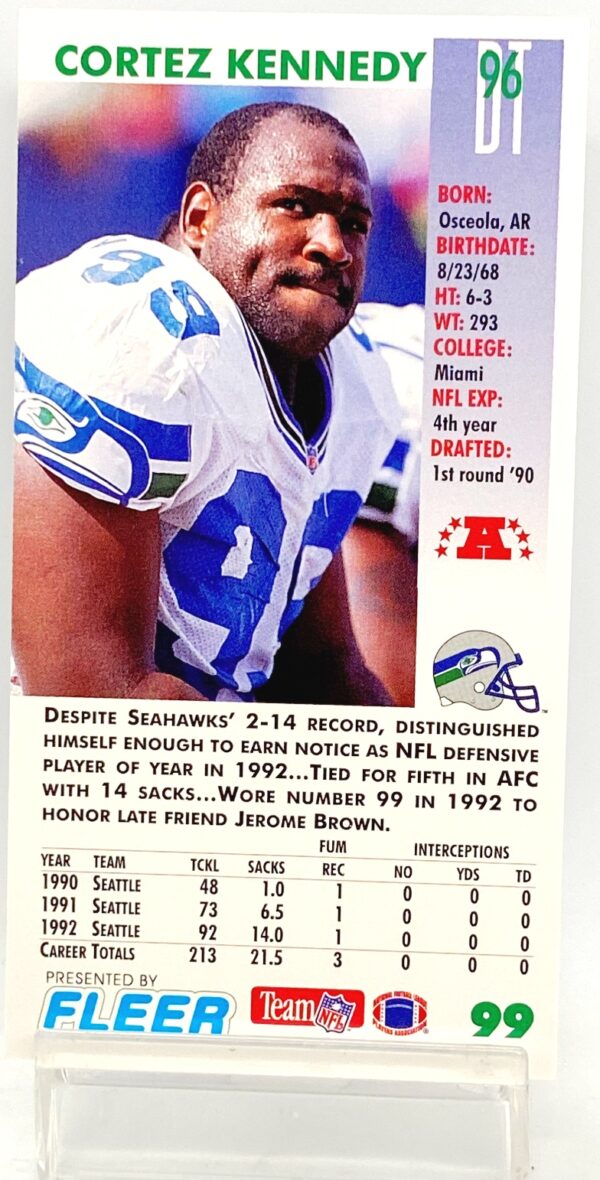 CORTEZ KENNEDY
96
DT
BORN:
Osceola, AR
BIRTHDATE:
8/23/68
HT: 6-3
WT: 293
COLLEGE:
Miami
NFL EXP:
4th year
DRAFTED:
1st round '90
A
DESPITE SEAHAWKS' 2-14 RECORD, DISTINGUISHED
HIMSELF ENOUGH TO EARN NOTICE AS NFL DEFENSIVE
PLAYER OF YEAR IN 1992...TIED FOR FIFTH IN AFC
WITH 14 SACKS...WORE NUMBER 99 IN 1992 TO
HONOR LATE FRIEND JEROME BROWN.
FUM INTERCEPTIONS
YEAR TEAM TCKL SACKS REC NO YDS TD
1990 SEATTLE 48 1.0 1 0 0 0
1991 SEATTLE 73 6.5 1 0 0 0
1992 SEATTLE 92 14.0 1 0 0 0
CAREER TOTALS 213 21.5 3 0 0 0
PRESENTED BY
FLEER
Team NFL
99